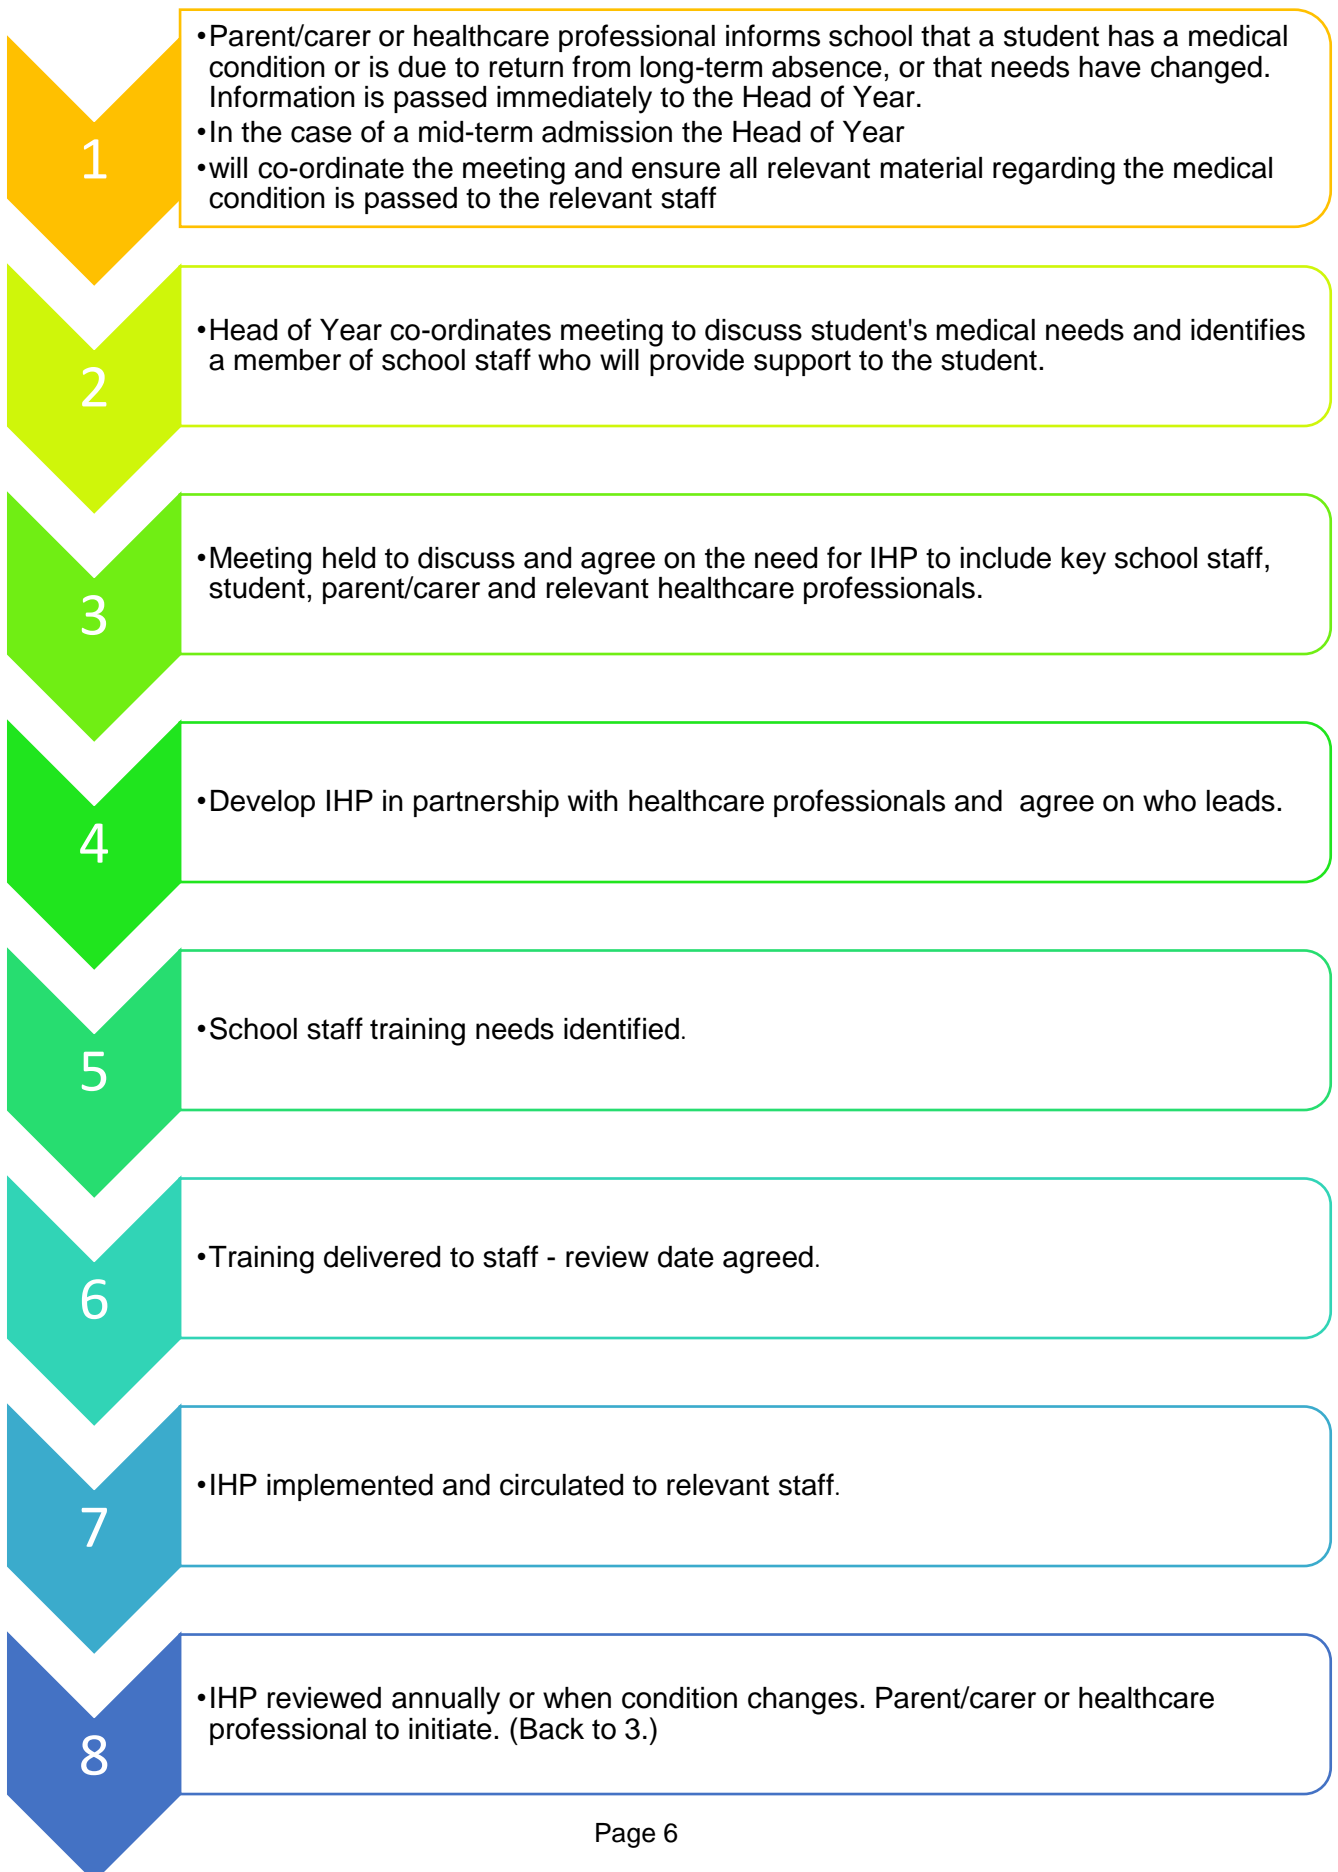 1
•Parent/carer or healthcare professional informs school that a student has a medical
condition or is due to return from long-term absence, or that needs have changed.
Information is passed immediately to the Head of Year.
•In the case of a mid-term admission the Head of Year
•will co-ordinate the meeting and ensure all relevant material regarding the medical
condition is passed to the relevant staff
2
•Head of Year co-ordinates meeting to discuss student's medical needs and identifies
a member of school staff who will provide support to the student.
3
•Meeting held to discuss and agree on the need for IHP to include key school staff,
student, parent/carer and relevant healthcare professionals.
4
•Develop IHP in partnership with healthcare professionals and  agree on who leads.
5
•School staff training needs identified.
6
•Training delivered to staff - review date agreed.
7
•IHP implemented and circulated to relevant staff.
8
•IHP reviewed annually or when condition changes. Parent/carer or healthcare
professional to initiate. (Back to 3.)
Page 6